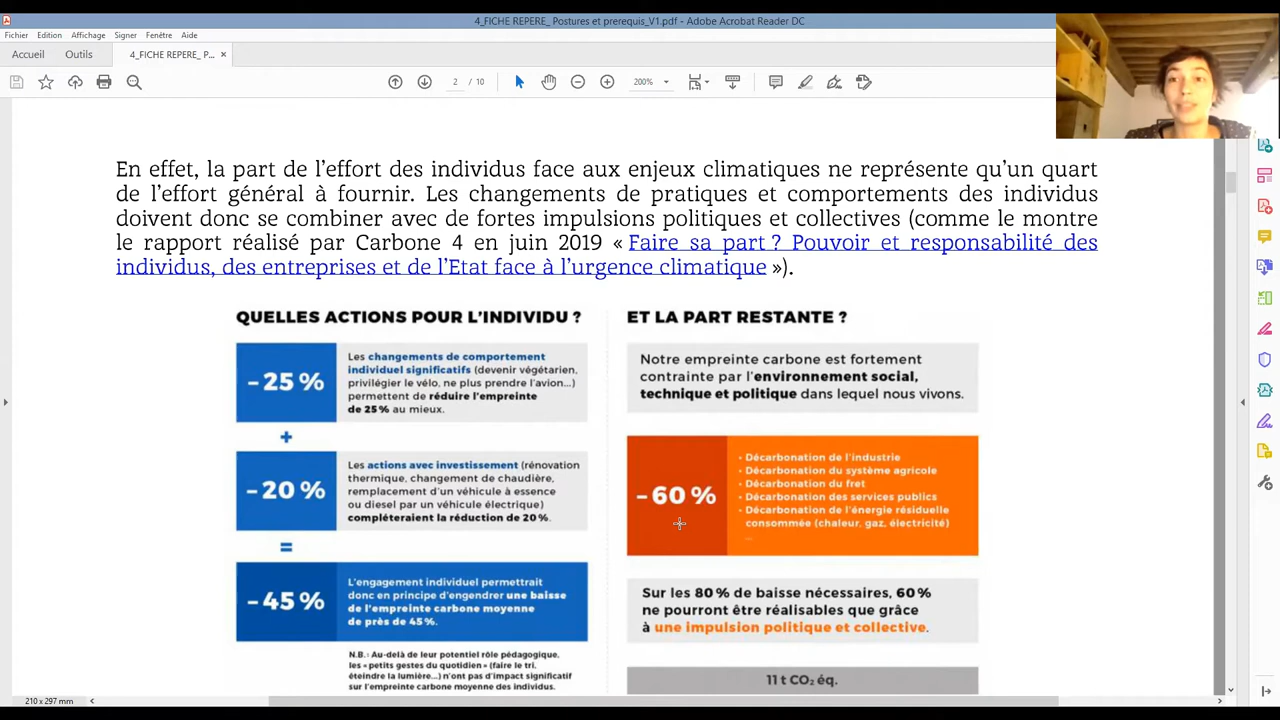 4_FICHE REPERE_ Postures et prerequis_V1.pdf - Adobe Acrobat Reader DC
Fichier Edition Affichage Signer Fenêtre Aide
Accueil Outils 4_FICHE REPERE_ P... ×
2 / 10 200%
En effet, la part de l’effort des individus face aux enjeux climatiques ne représente qu’un quart
de l’effort général à fournir. Les changements de pratiques et comportements des individus
doivent donc se combiner avec de fortes impulsions politiques et collectives (comme le montre
le rapport réalisé par Carbone 4 en juin 2019 « Faire sa part ? Pouvoir et responsabilité des
individus, des entreprises et de l’Etat face à l’urgence climatique »).
QUELLES ACTIONS POUR L’INDIVIDU ?
-25 %
Les changements de comportement
individuel significatifs (devenir végétarien,
privilégier le vélo, ne plus prendre l’avion...)
permettent de réduire l’empreinte
de 25 % au mieux.
+
-20 %
Les actions avec investissement (rénovation
thermique, changement de chaudière,
remplacement d’un véhicule à essence
ou diesel par un véhicule électrique)
compléteraient la réduction de 20 %.
=
-45 %
L’engagement individuel permettrait
donc en principe d’engendrer une baisse
de l’empreinte carbone moyenne
de près de 45 %.
N.B. : Au-delà de leur potentiel rôle pédagogique,
les « petits gestes du quotidien » (faire le tri,
éteindre la lumière...) n’ont pas d’impact significatif
sur l’empreinte carbone moyenne des individus.
ET LA PART RESTANTE ?
Notre empreinte carbone est fortement
contrainte par l’environnement social,
technique et politique dans lequel nous vivons.
-60 %
• Décarbonation de l’industrie
• Décarbonation du système agricole
• Décarbonation du fret
• Décarbonation des services publics
• Décarbonation de l’énergie résiduelle
consommée (chaleur, gaz, électricité)
...
Sur les 80 % de baisse nécessaires, 60 %
ne pourront être réalisables que grâce
à une impulsion politique et collective.
11 t CO₂ éq.
210 x 297 mm